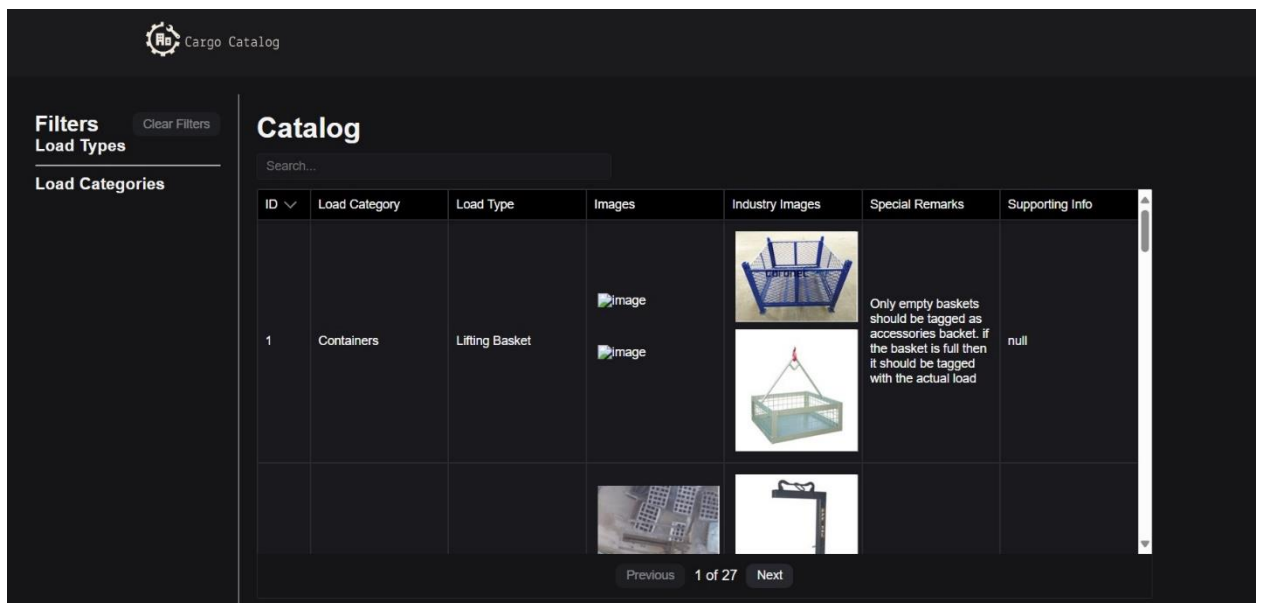 Cargo Catalog
Filters
Clear Filters
Load Types
Load Categories
Catalog
Search...
ID
Load Category
Load Type
Images
Industry Images
Special Remarks
Supporting Info
1
Containers
Lifting Basket
image
image
coronet
Only empty baskets
should be tagged as
accessories backet. if
the basket is full then
it should be tagged
with the actual load
null
Previous
1 of 27
Next